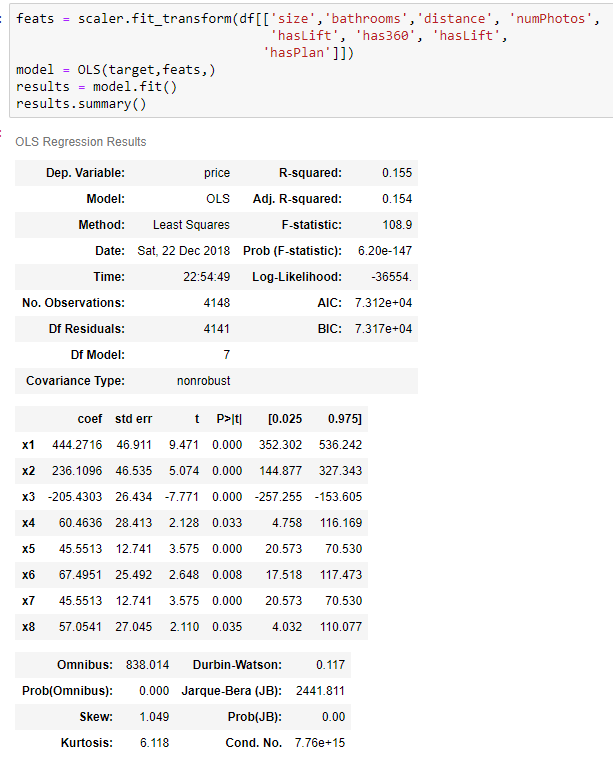 feats = scaler.fit_transform(df[['size','bathrooms','distance', 'numPhotos',
'hasLift', 'has360', 'hasLift',
'hasPlan']])
model = OLS(target,feats,)
results = model.fit()
results.summary()
OLS Regression Results
Dep. Variable: price R-squared: 0.155
Model: OLS Adj. R-squared: 0.154
Method: Least Squares F-statistic: 108.9
Date: Sat, 22 Dec 2018 Prob (F-statistic): 6.20e-147
Time: 22:54:49 Log-Likelihood: -36554.
No. Observations: 4148 AIC: 7.312e+04
Df Residuals: 4141 BIC: 7.317e+04
Df Model: 7
Covariance Type: nonrobust
coef std err t P>|t| [0.025 0.975]
x1 444.2716 46.911 9.471 0.000 352.302 536.242
x2 236.1096 46.535 5.074 0.000 144.877 327.343
x3 -205.4303 26.434 -7.771 0.000 -257.255 -153.605
x4 60.4636 28.413 2.128 0.033 4.758 116.169
x5 45.5513 12.741 3.575 0.000 20.573 70.530
x6 67.4951 25.492 2.648 0.008 17.518 117.473
x7 45.5513 12.741 3.575 0.000 20.573 70.530
x8 57.0541 27.045 2.110 0.035 4.032 110.077
Omnibus: 838.014 Durbin-Watson: 0.117
Prob(Omnibus): 0.000 Jarque-Bera (JB): 2441.811
Skew: 1.049 Prob(JB): 0.00
Kurtosis: 6.118 Cond. No. 7.76e+15